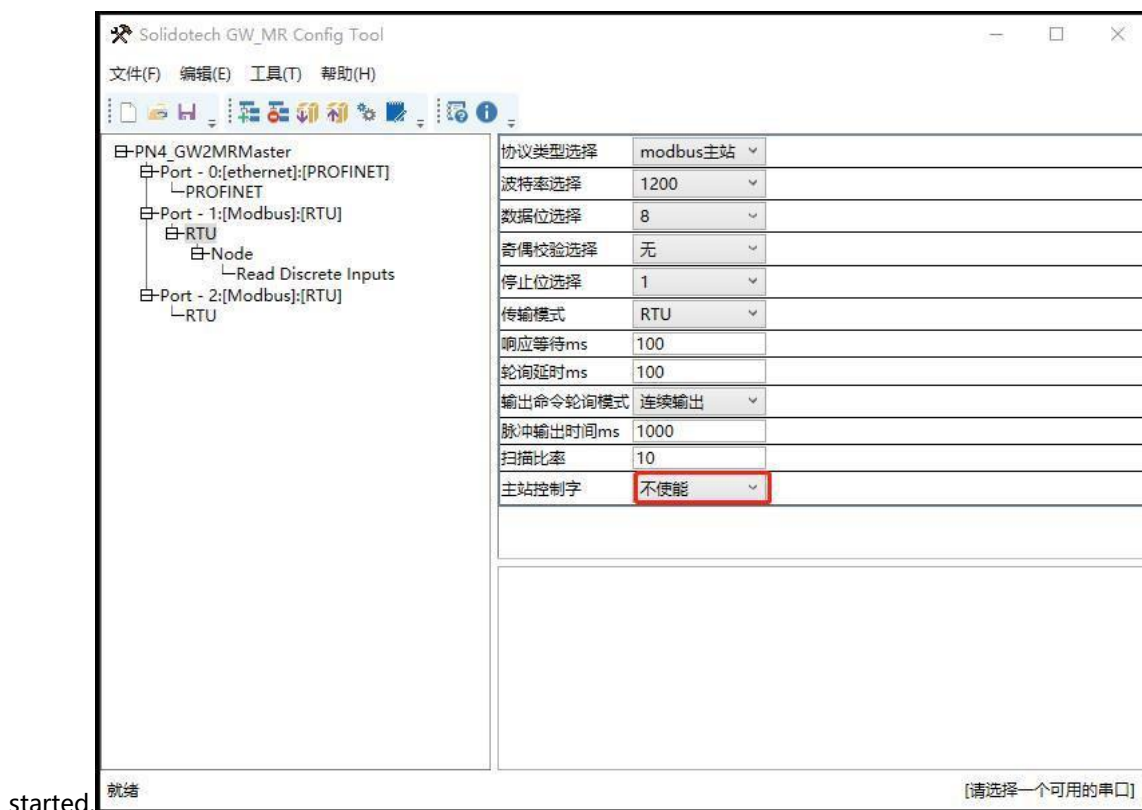 Solidotech GW_MR Config Tool
文件(F) 编辑(E) 工具(T) 帮助(H)
PN4_GW2MRMaster
Port - 0:[ethernet]:[PROFINET]
PROFINET
Port - 1:[Modbus]:[RTU]
RTU
Node
Read Discrete Inputs
Port - 2:[Modbus]:[RTU]
RTU
协议类型选择 modbus主站
波特率选择 1200
数据位选择 8
奇偶校验选择 无
停止位选择 1
传输模式 RTU
响应等待ms 100
轮询延时ms 100
输出命令轮询模式 连续输出
脉冲输出时间ms 1000
扫描比率 10
主站控制字 不使能
就绪 [请选择一个可用的串口]
started.